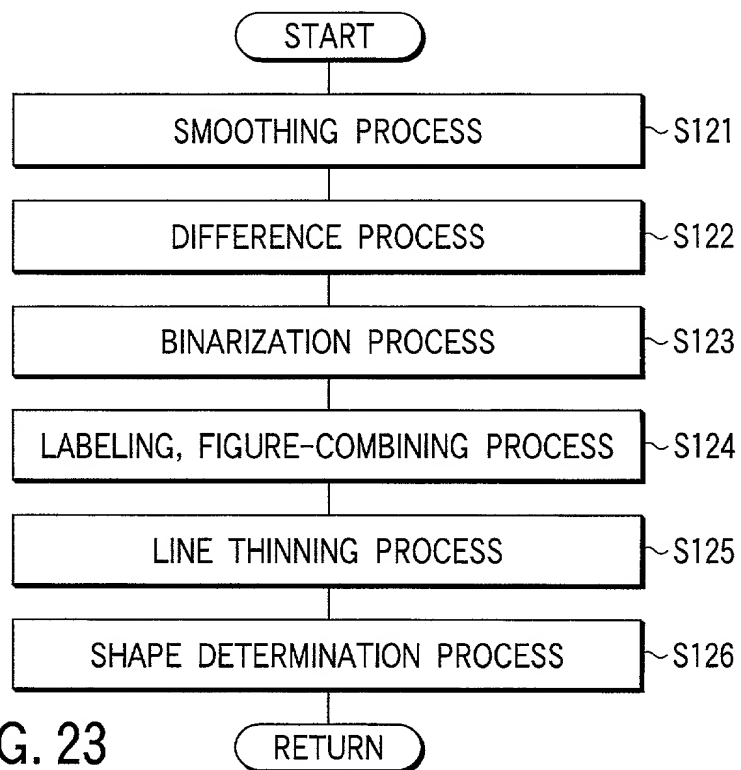 START
SMOOTHING PROCESS ~S121
DIFFERENCE PROCESS ~S122
BINARIZATION PROCESS ~S123
LABELING, FIGURE-COMBINING PROCESS ~S124
LINE THINNING PROCESS ~S125
SHAPE DETERMINATION PROCESS ~S126
G. 23
RETURN